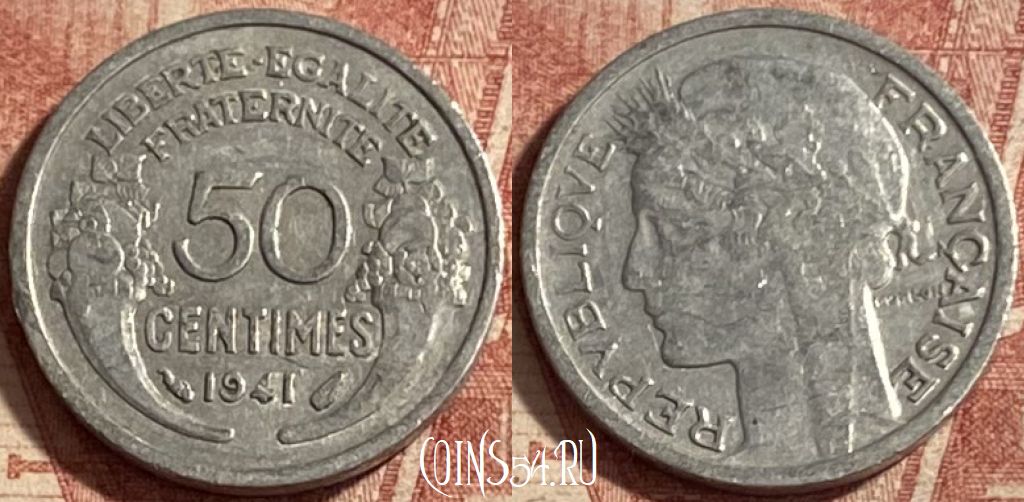 LIBERTE·EGALITE
FRATERNITE
50
CENTIMES
1941
REPVBLIQVE FRANÇAISE
COINS54.RU